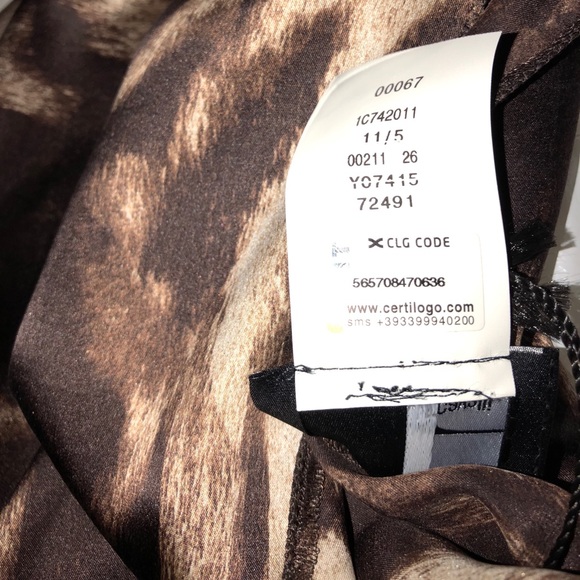 00067
1C742011
11/5
00211 26
Y07415
72491
CLG CODE
565708470636
www.certilogo.com
sms +393399940200